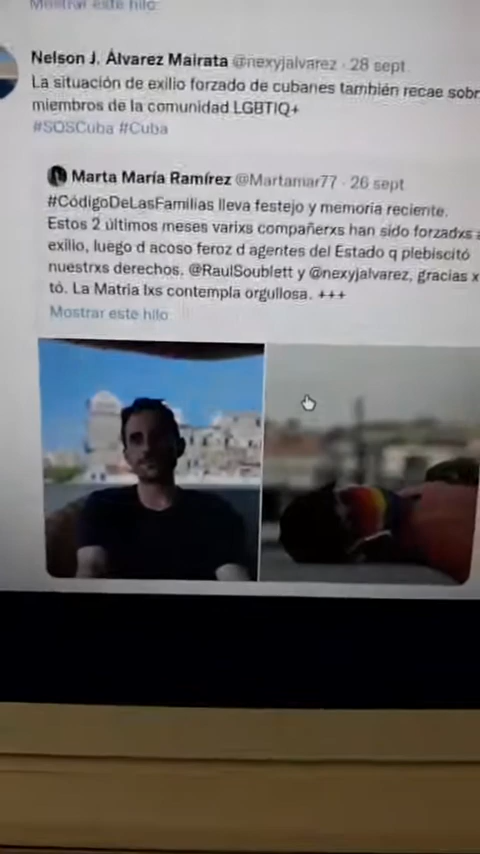 Mostrar este hilo
Nelson J. Álvarez Mairata @nexyjalvarez · 28 sept.
La situación de exilio forzado de cubanes también recae sobr
miembros de la comunidad LGBTIQ+
#SOSCuba #Cuba
Marta María Ramírez @Martamar77 · 26 sept
#CódigoDeLasFamilias lleva festejo y memoria reciente.
Estos 2 últimos meses varixs compañerxs han sido forzadxs a
exilio, luego d acoso feroz d agentes del Estado q plebiscitó
nuestrxs derechos. @RaulSoublett y @nexyjalvarez, gracias x
tó. La Matria lxs contempla orgullosa. +++
Mostrar este hilo